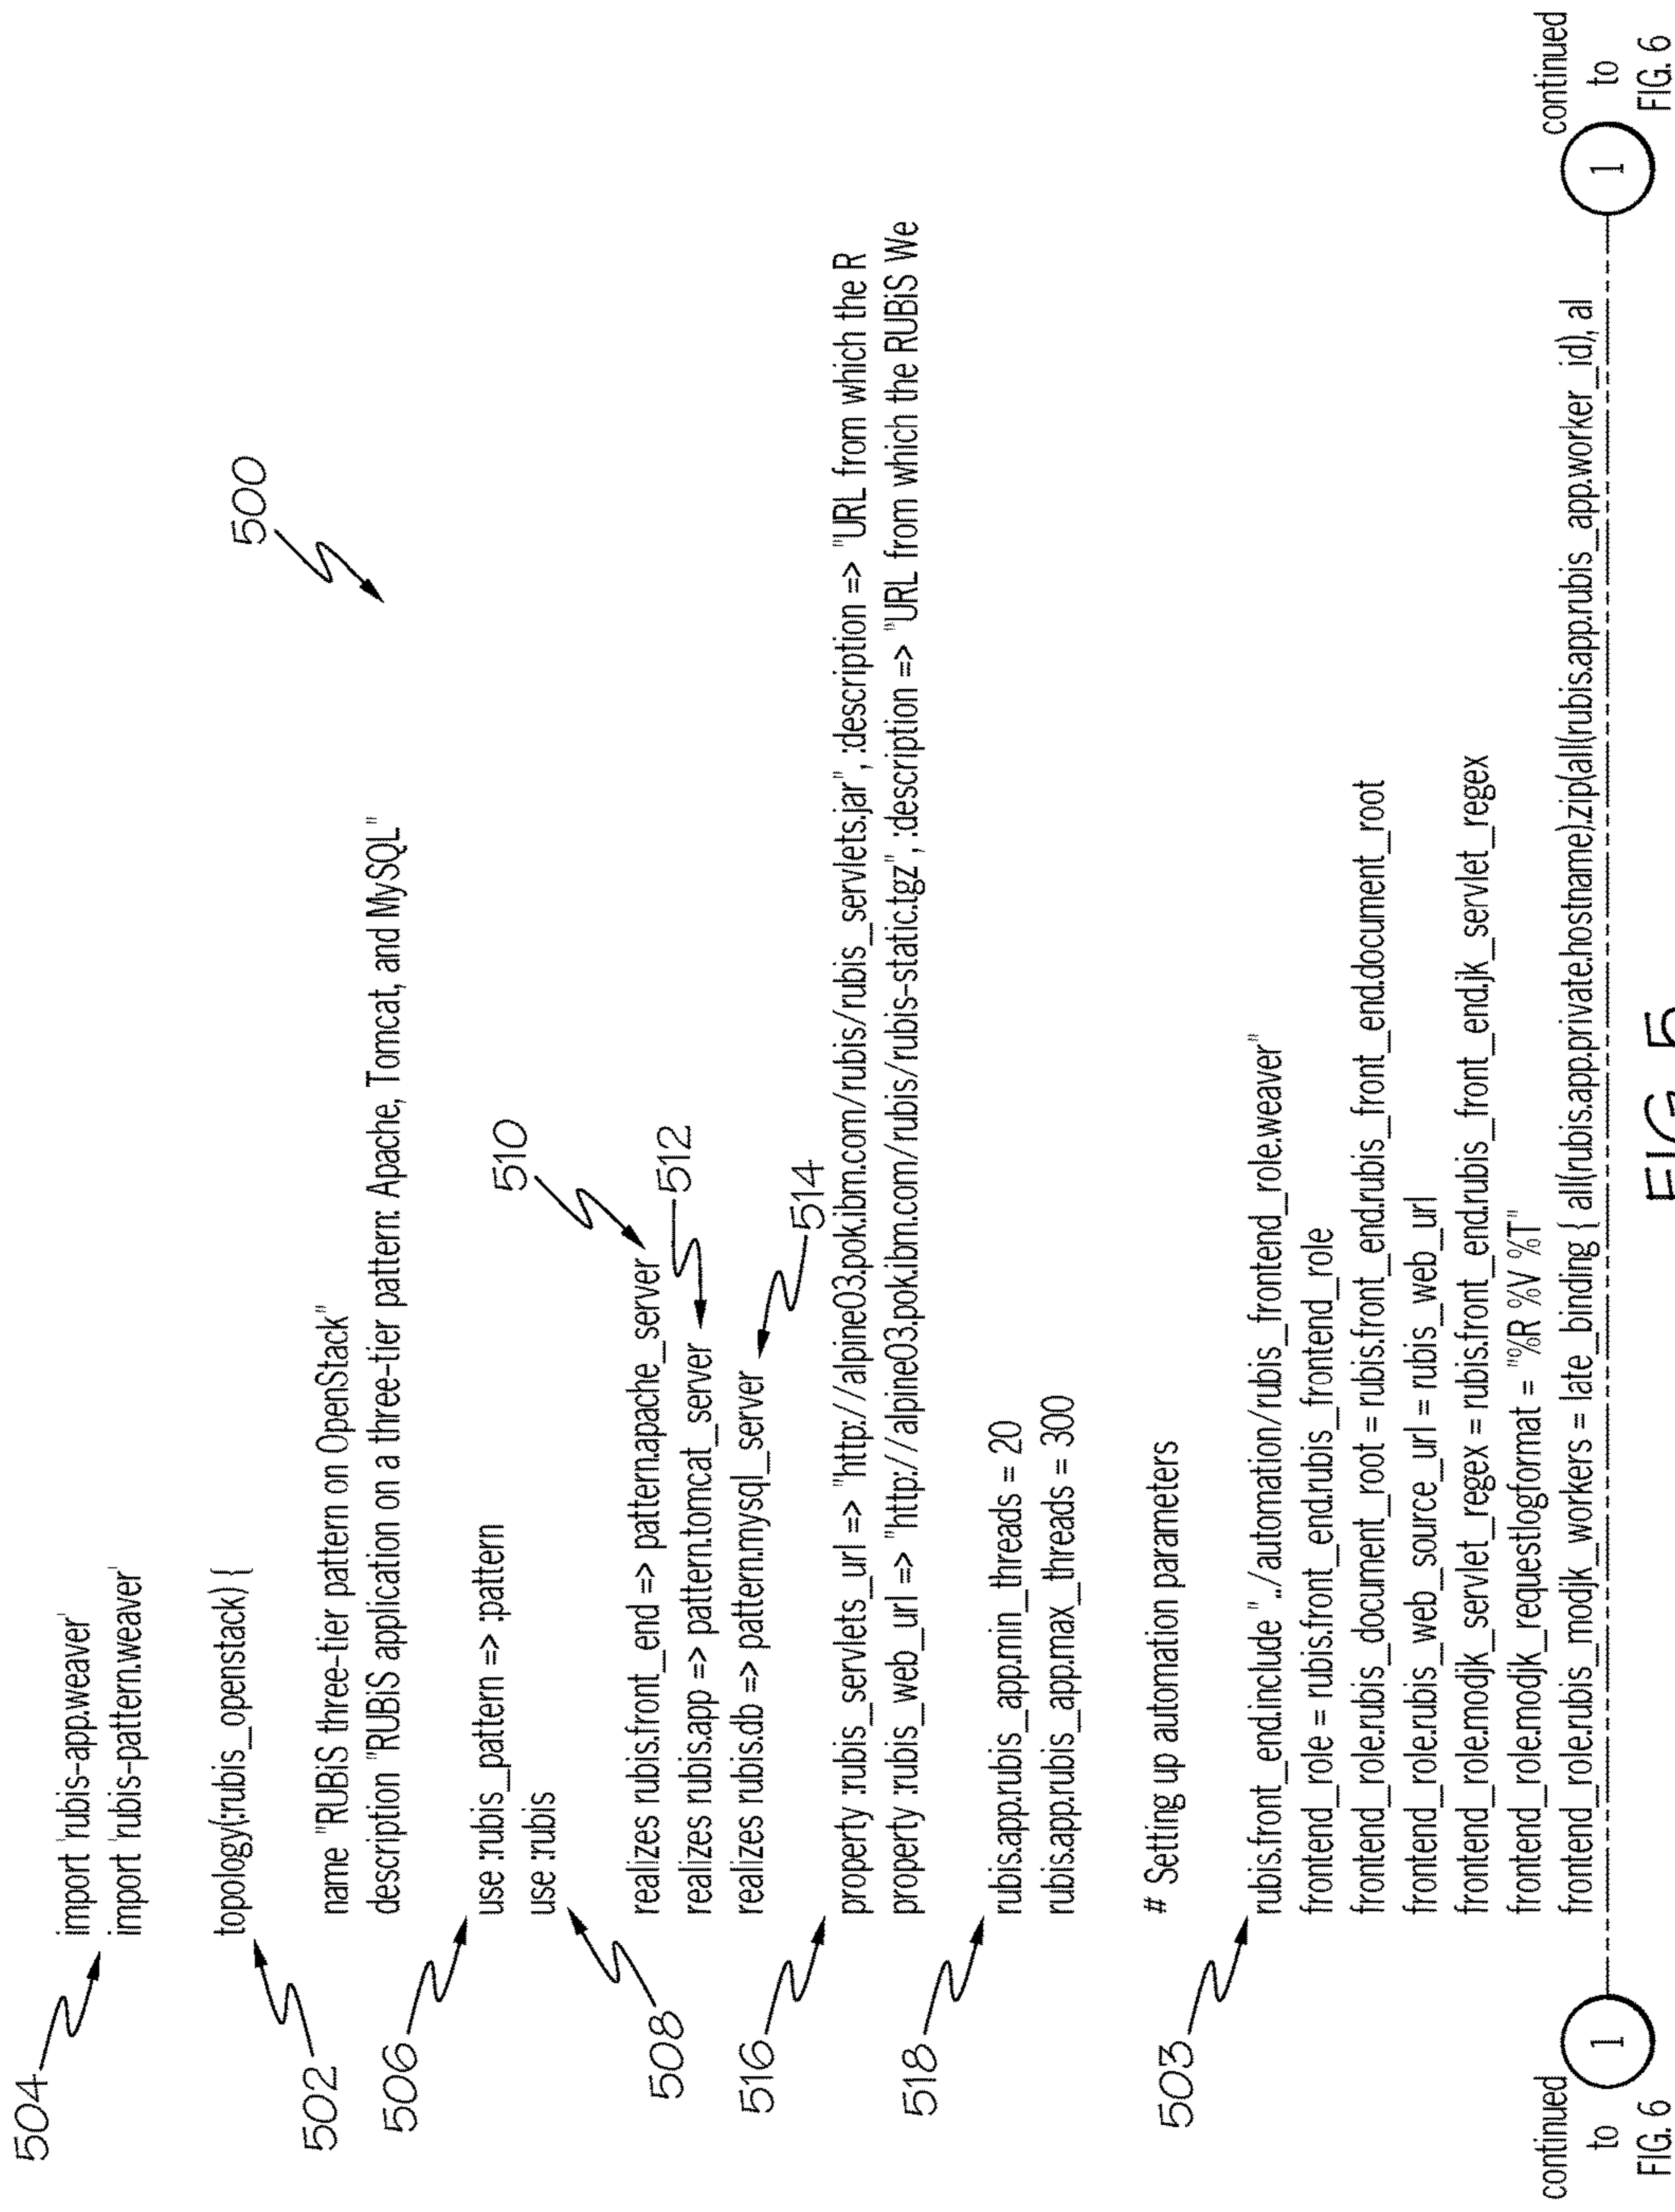 504
import 'rubis-app.weaver'
import 'rubis-pattern.weaver'
500
502
topology(:rubis_openstack) {
name "RUBiS three-tier pattern on OpenStack"
description "RUBiS application on a three-tier pattern: Apache, Tomcat, and MySQL"
506
use :rubis_pattern => :pattern
use :rubis
508
510
realizes rubis.front_end => pattern.apache_server
512
realizes rubis.app => pattern.tomcat_server
realizes rubis.db => pattern.mysql_server
514
516
property :rubis_servlets_url => "http://alpine03.pok.ibm.com/rubis/rubis_servlets.jar", :description => "URL from which the R
property :rubis_web_url => "http://alpine03.pok.ibm.com/rubis/rubis-static.tgz", :description => "URL from which the RUBiS We
518
rubis.app.rubis_app.min_threads = 20
rubis.app.rubis_app.max_threads = 300
# Setting up automation parameters
503
rubis.front_end.include "../automation/rubis_frontend_role.weaver"
frontend_role = rubis.front_end.rubis_frontend_role
frontend_role.rubis_document_root = rubis.front_end.rubis_front_end.document_root
frontend_role.rubis_web_source_url = rubis_web_url
frontend_role.modjk_servlet_regex = rubis.front_end.rubis_front_end.jk_servlet_regex
frontend_role.modjk_requestlogformat = "%R %V %T"
frontend_role.rubis_modjk_workers = late_binding { all(rubis.app.private.hostname).zip(all(rubis.app.rubis_app.worker_id), al
continued
to
FIG. 6
1
1
continued
to
FIG. 6
FIG. 5